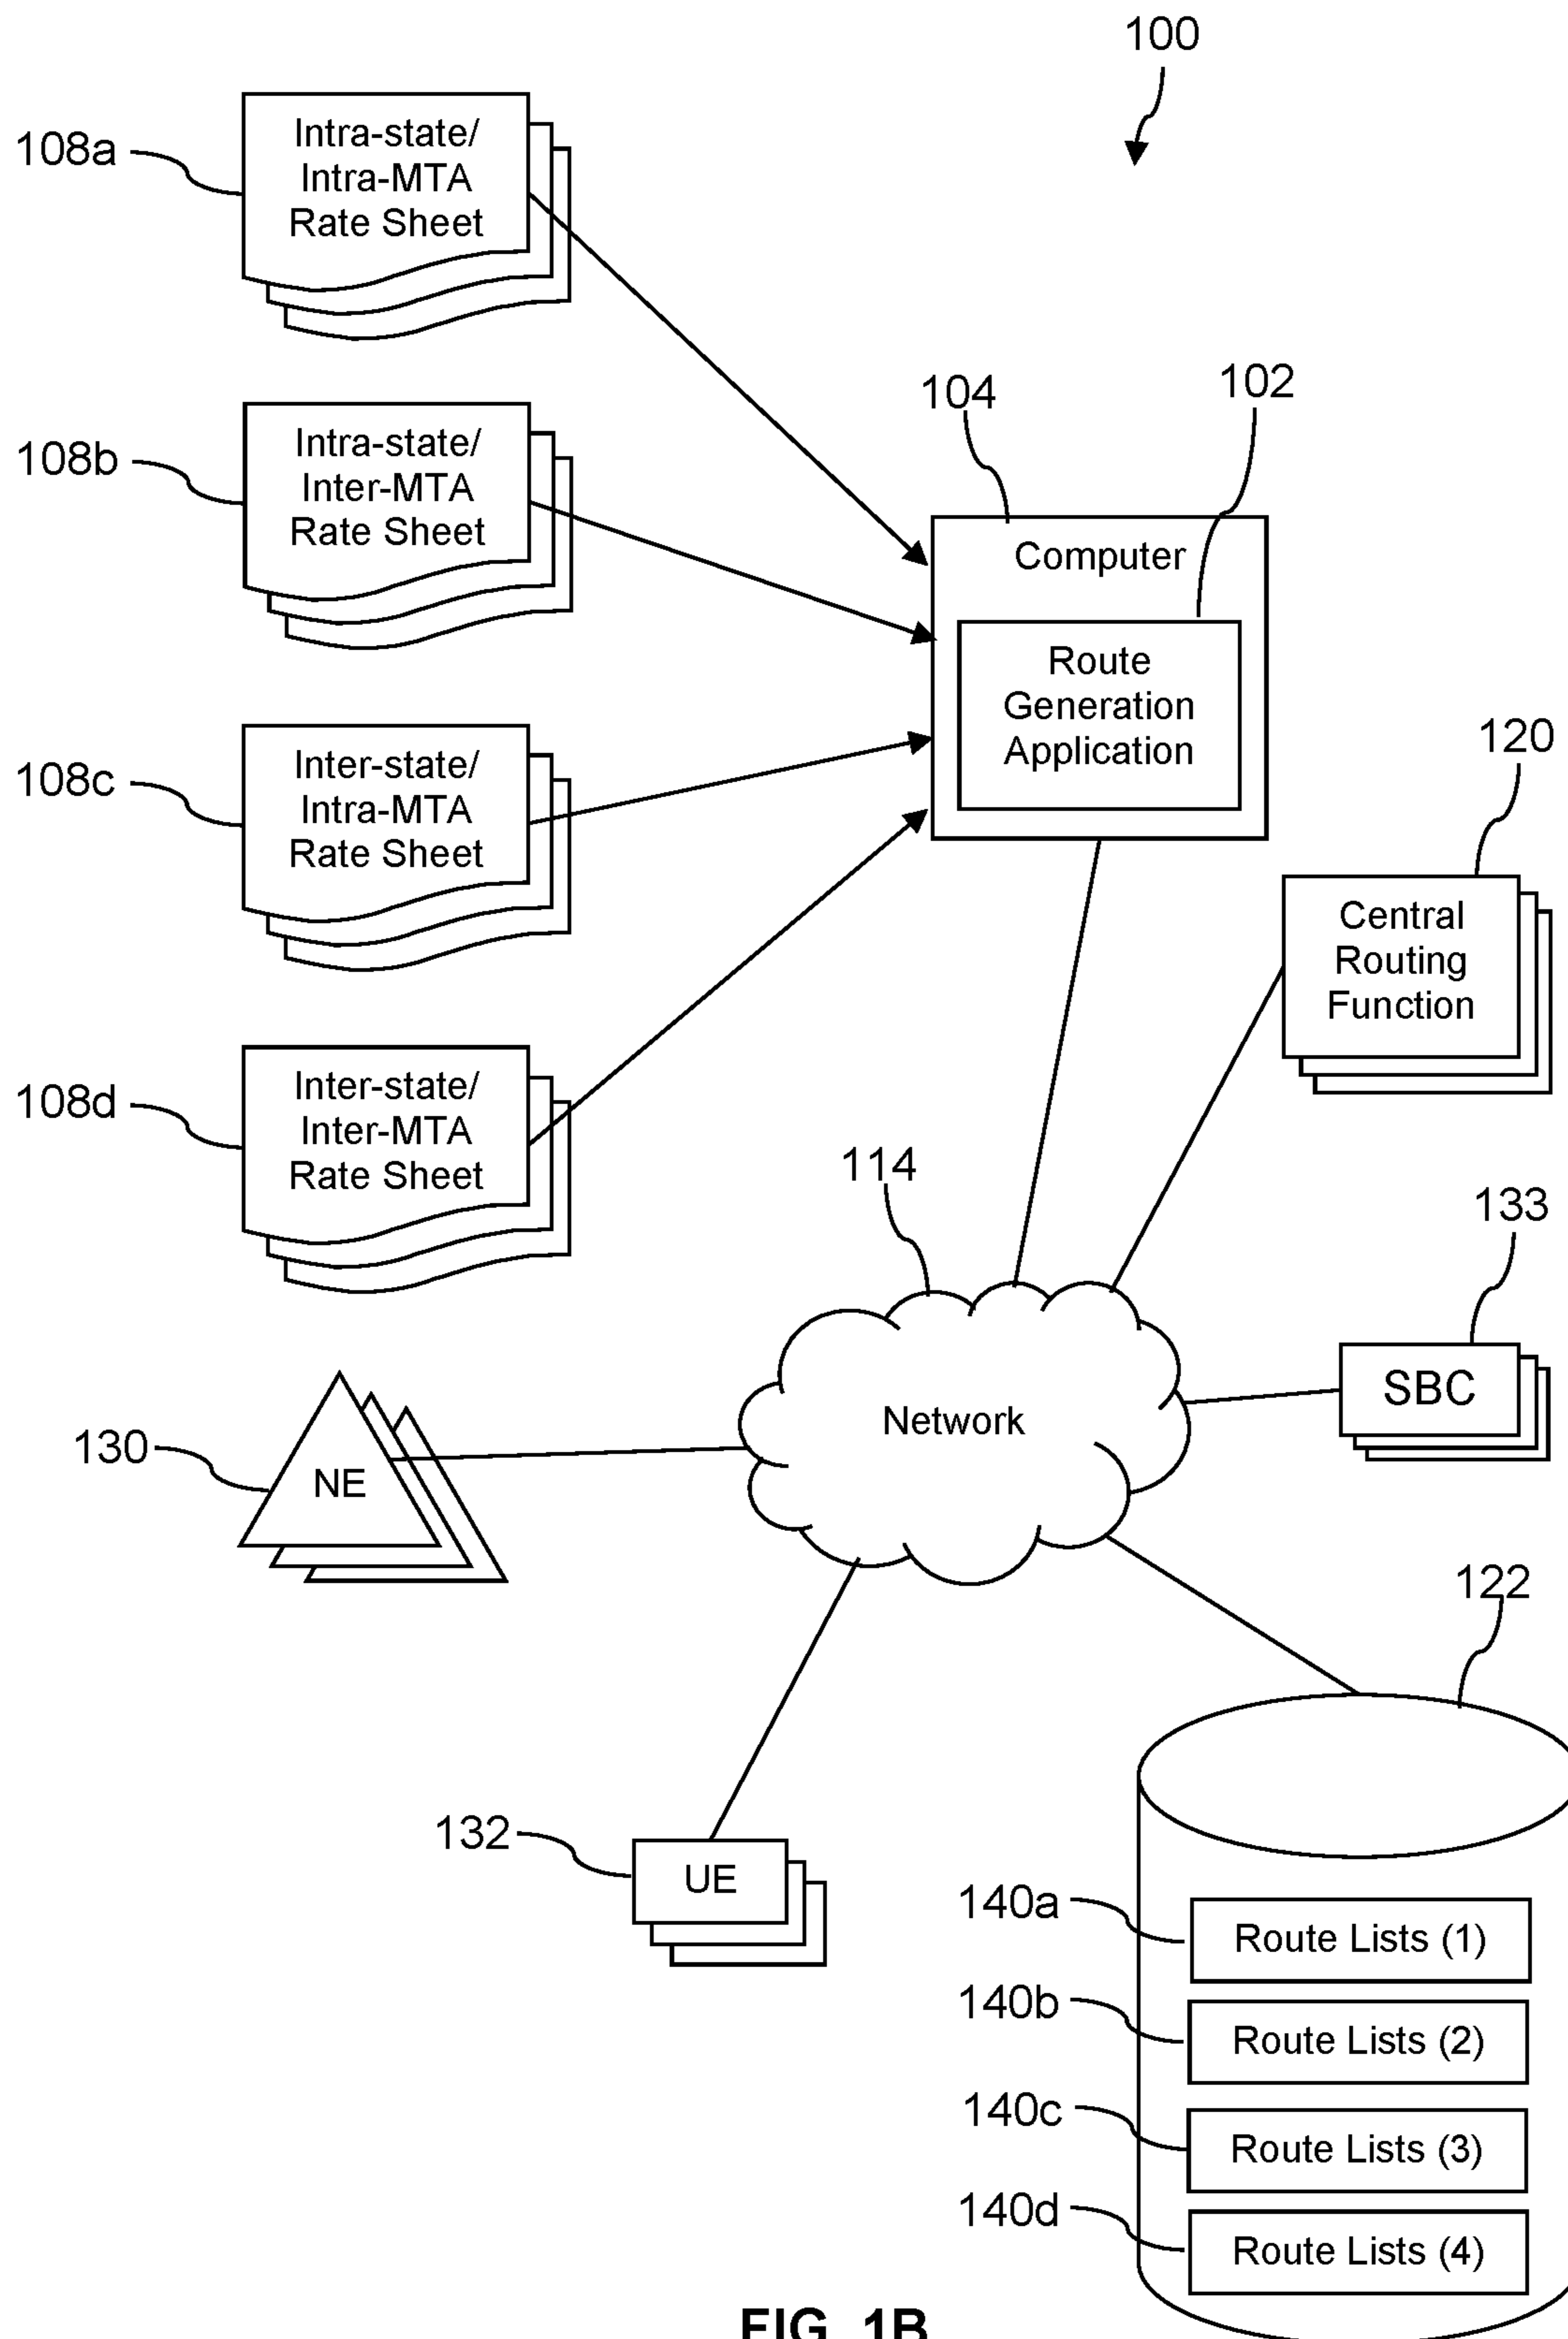 100
108a
Intra-state/
Intra-MTA
Rate Sheet
104
102
108b
Intra-state/
Inter-MTA
Rate Sheet
Computer
Route
Generation
Application
108c
Inter-state/
Intra-MTA
Rate Sheet
120
Central
Routing
Function
108d
Inter-state/
Inter-MTA
Rate Sheet
114
133
SBC
Network
130
NE
122
132
UE
140a
Route Lists (1)
140b
Route Lists (2)
140c
Route Lists (3)
140d
Route Lists (4)
FIG. 1B